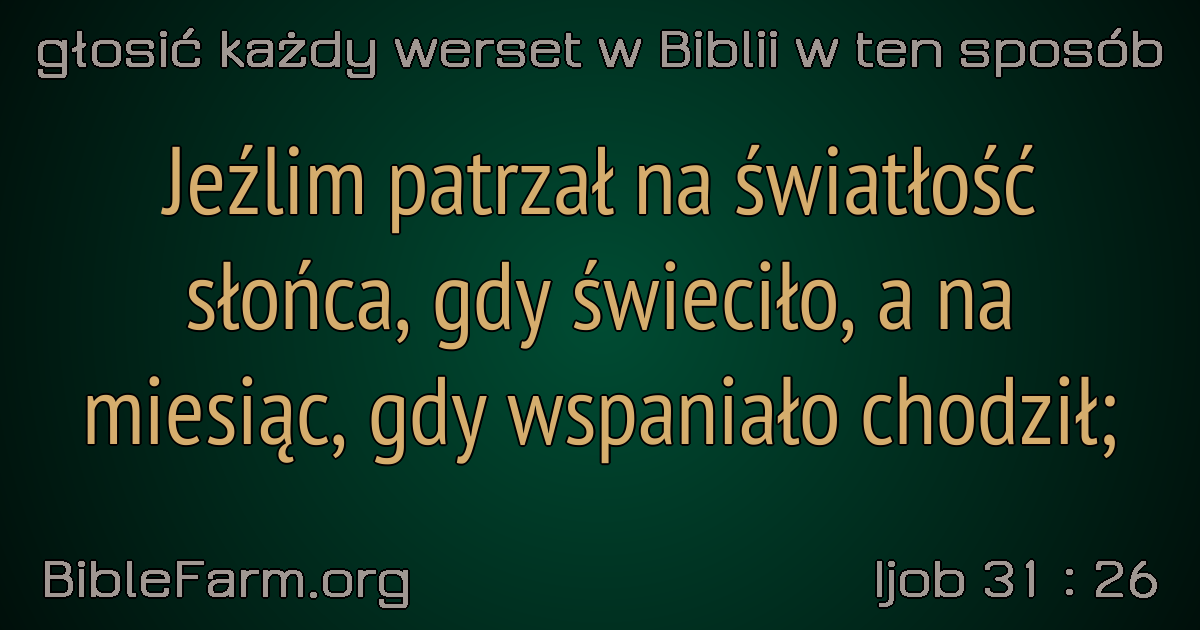 głosić każdy werset w Biblii w ten sposób
Jeźlim patrzał na światłość
słońca, gdy świeciło, a na
miesiąc, gdy wspaniało chodził;
BibleFarm.org
Ijob 31 : 26